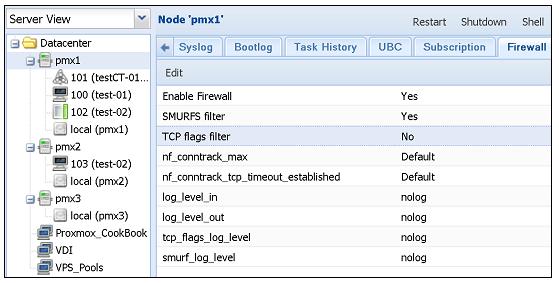 Server View
Node 'pmx1'
Restart Shutdown Shell
Datacenter
pmx1
101 (testCT-01...
100 (test-01)
102 (test-02)
local (pmx1)
pmx2
103 (test-02)
local (pmx2)
pmx3
local (pmx3)
Proxmox_CookBook
VDI
VPS_Pools
Syslog Bootlog Task History UBC Subscription Firewall
Edit
Enable Firewall Yes
SMURFS filter Yes
TCP flags filter No
nf_conntrack_max Default
nf_conntrack_tcp_timeout_established Default
log_level_in nolog
log_level_out nolog
tcp_flags_log_level nolog
smurf_log_level nolog